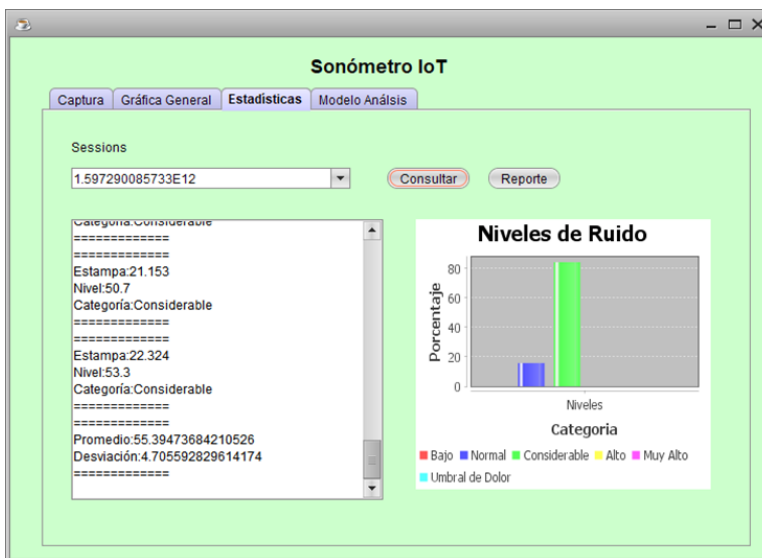 Sonómetro IoT
Captura
Gráfica General
Estadísticas
Modelo Análsis
Sessions
1.597290085733E12
Consultar
Reporte
Categoría:Considerable
=============
=============
Estampa:21.153
Nivel:50.7
Categoría:Considerable
=============
=============
Estampa:22.324
Nivel:53.3
Categoría:Considerable
=============
=============
Promedio:55.39473684210526
Desviación:4.705592829614174
=============
Niveles de Ruido
Porcentaje
80
60
40
20
0
Niveles
Categoria
Bajo Normal Considerable Alto Muy Alto
Umbral de Dolor